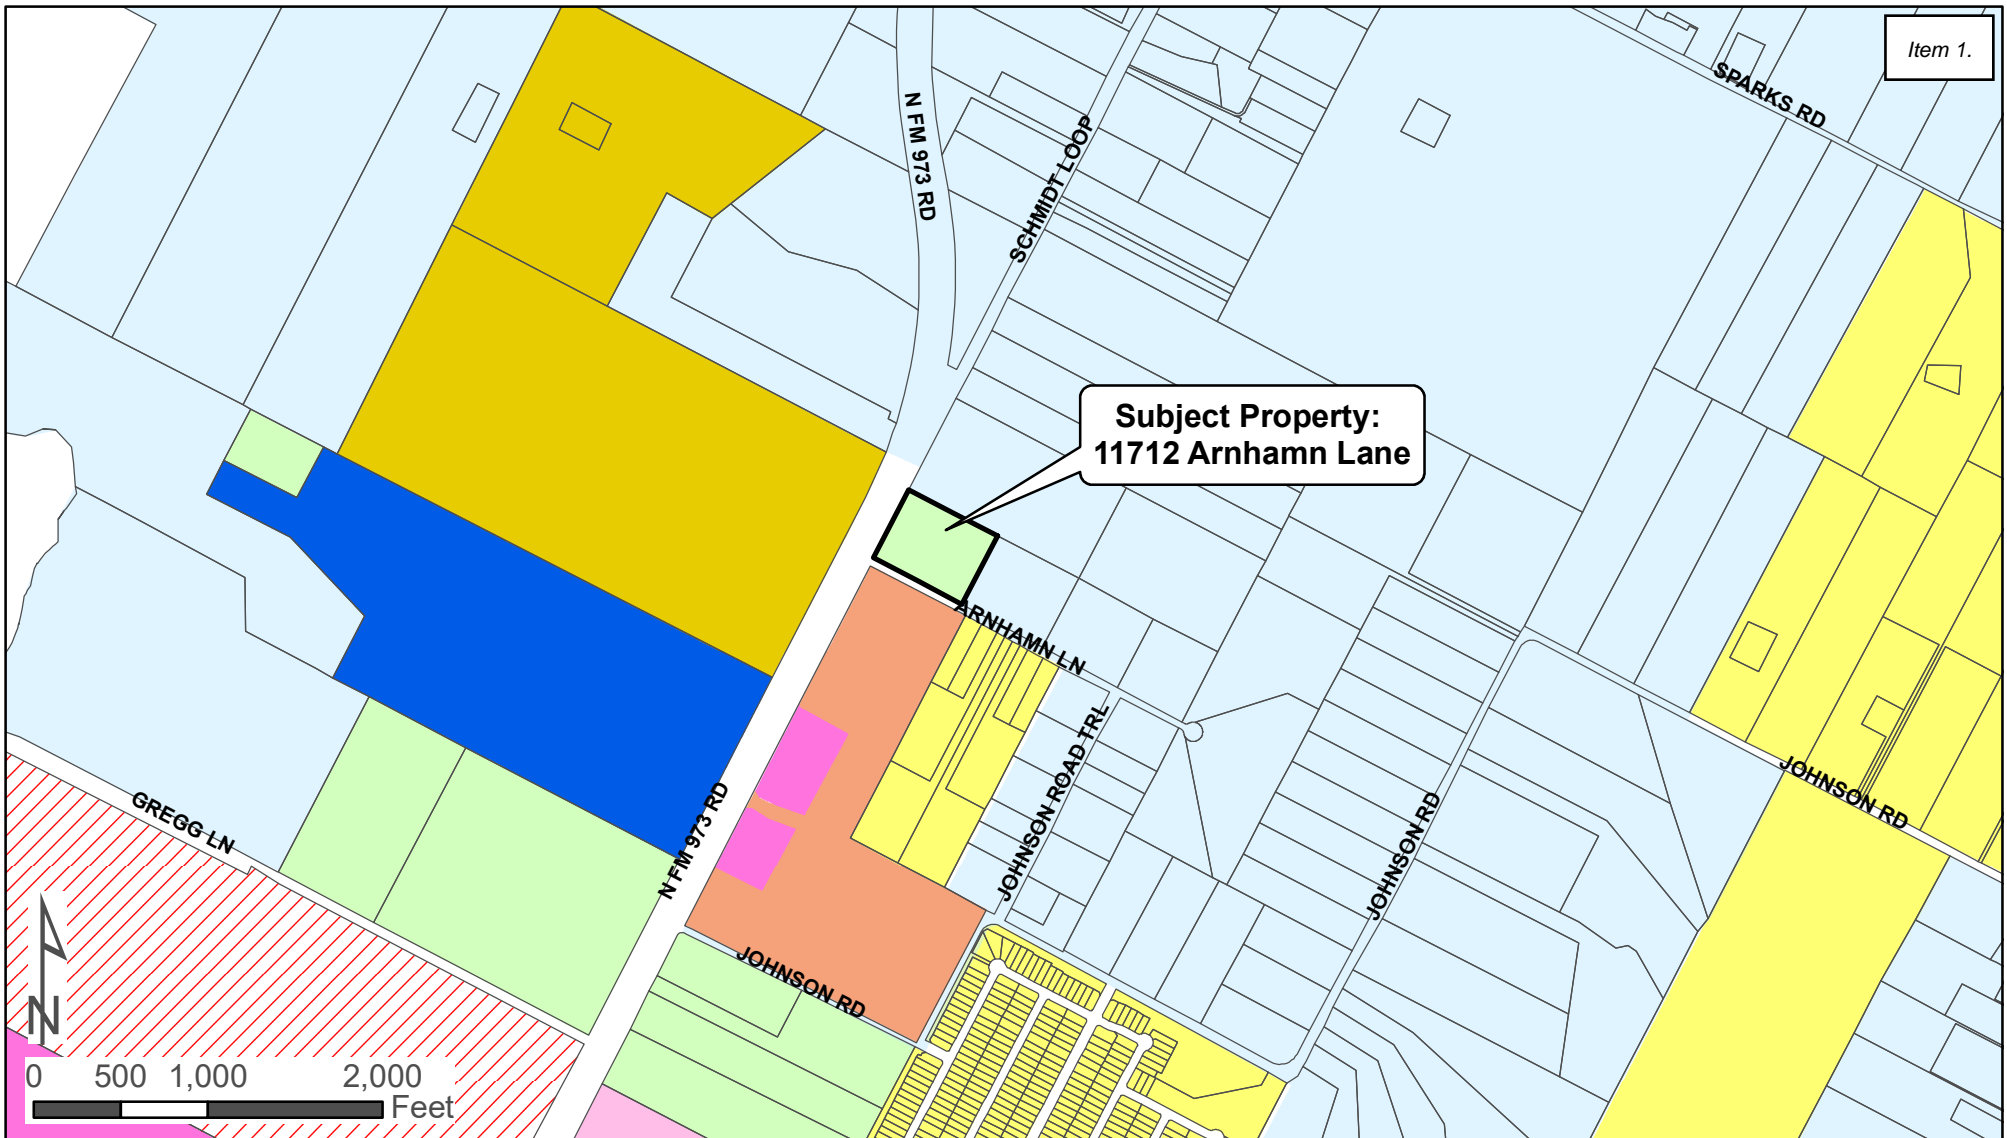 Item 1.
SPARKS RD
N FM 973 RD
SCHMIDT LOOP
Subject Property:
11712 Arnhamn Lane
ARNHAMN LN
JOHNSON ROAD TRL
JOHNSON RD
JOHNSON RD
N FM 973 RD
GREGG LN
JOHNSON RD
N
0 500 1,000 2,000
Feet